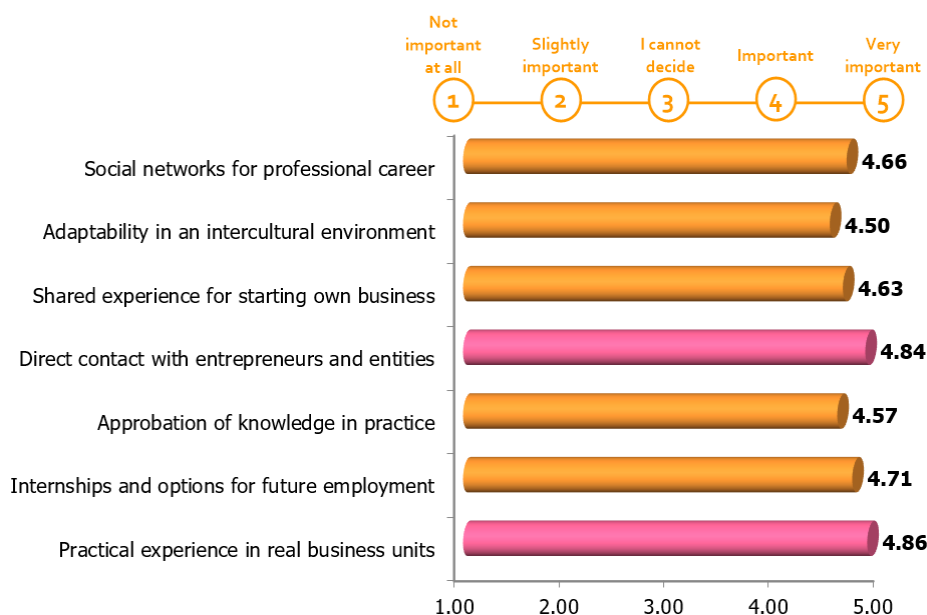 Not important at all
Slightly important
I cannot decide
Important
Very important
1 2 3 4 5
Social networks for professional career 4.66
Adaptability in an intercultural environment 4.50
Shared experience for starting own business 4.63
Direct contact with entrepreneurs and entities 4.84
Approbation of knowledge in practice 4.57
Internships and options for future employment 4.71
Practical experience in real business units 4.86
1.00 2.00 3.00 4.00 5.00